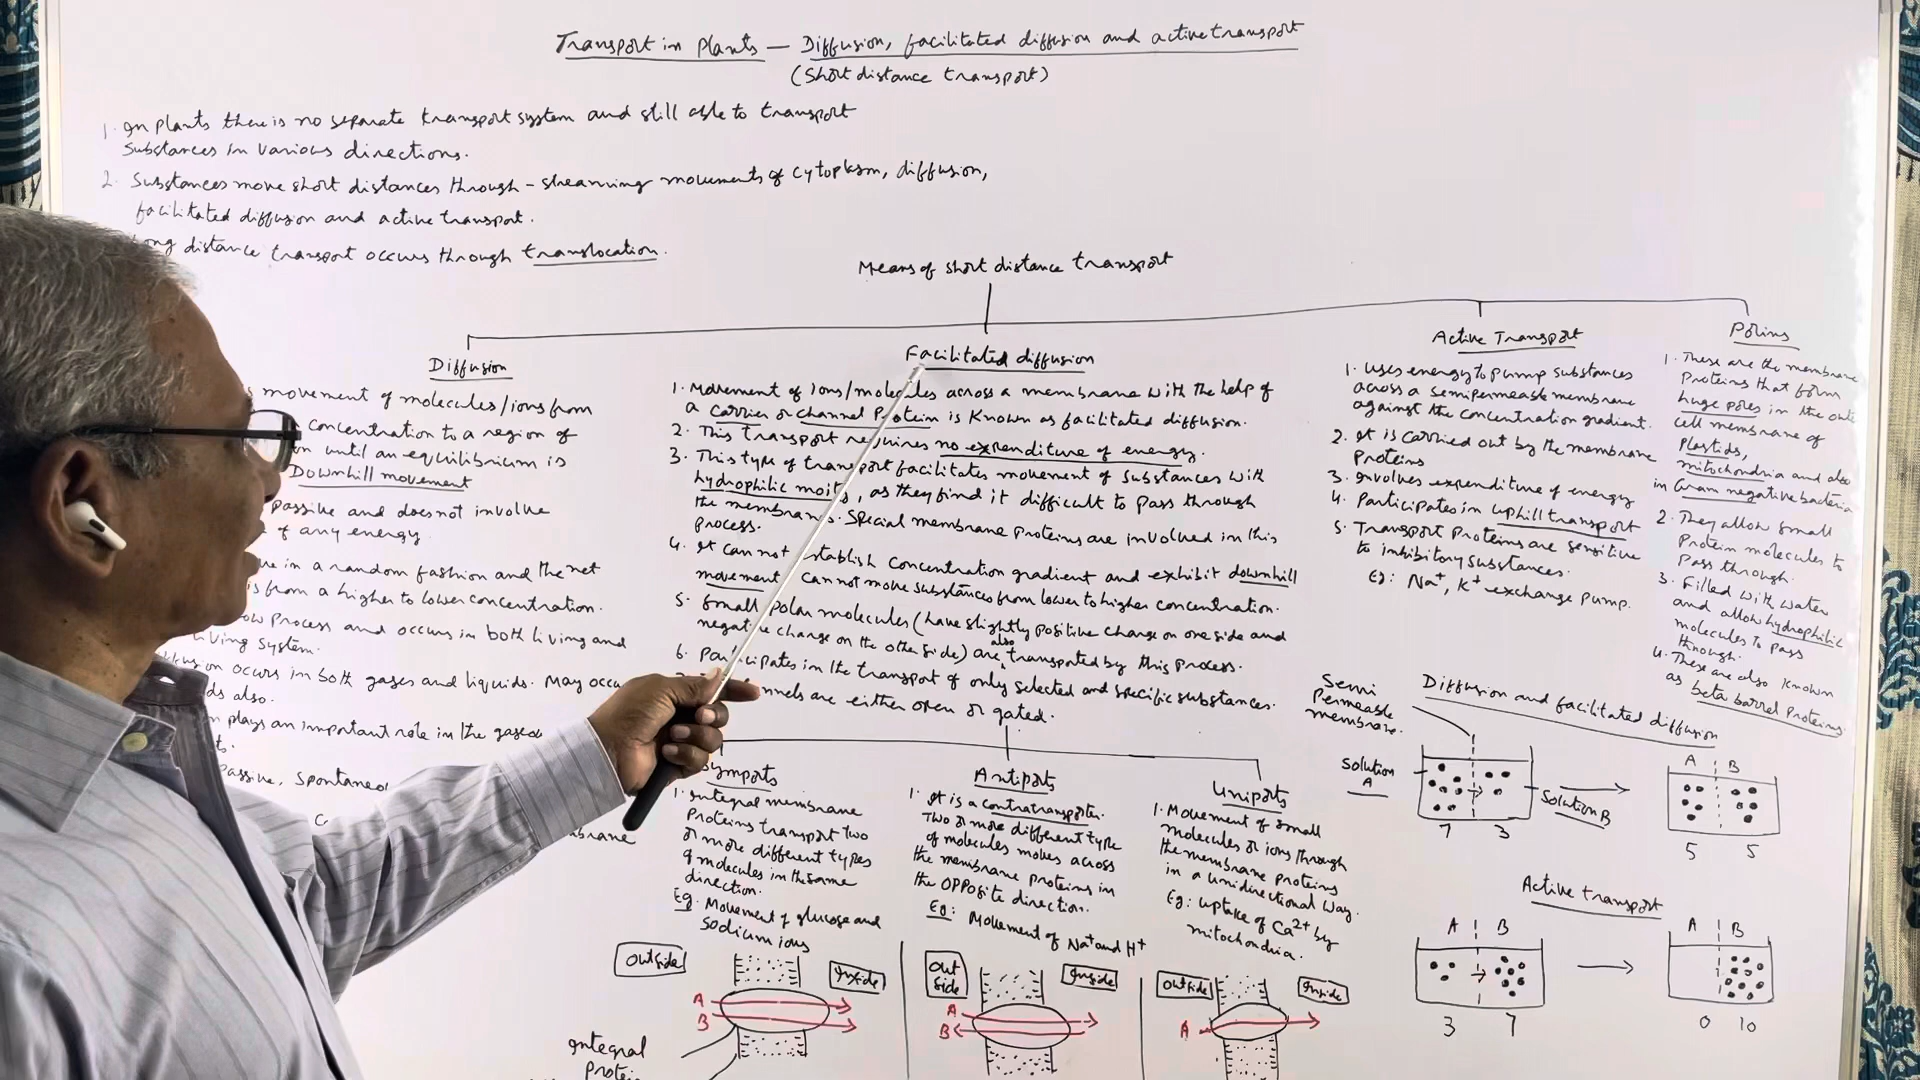 Transport in plants — Diffusion, facilitated diffusion and active transport
(Short distance transport)
1. In plants there is no separate transport system and still able to transport
substances in various directions.
2. Substances move short distances through - streaming movements of cytoplasm, diffusion,
facilitated diffusion and active transport.
long distance transport occurs through translocation.
Means of short distance transport
Diffusion
movement of molecules/ions from
concentration to a region of
until an equilibrium is
Downhill movement
passive and does not involve
of any energy
in a random fashion and the net
is from a higher to lower concentration.
process and occurs in both living and
living system.
occurs in both gases and liquids. May occu
also.
plays an important role in the gaseo
passive, spontaneo
Facilitated diffusion
1. Movement of ions/molecules across a membrane with the help of
a carrier or channel protein is known as facilitated diffusion.
2. This transport requires no expenditure of energy.
3. This type of transport facilitates movement of substances with
hydrophilic moity, as they find it difficult to pass through
the membrane. Special membrane proteins are involved in this
process.
4. It can not establish concentration gradient and exhibit downhill
movement cannot move substances from lower to higher concentration.
5. Small polar molecules (have slightly positive charge on one side and
negative charge on the other side) are also transported by this process.
6. Participates in the transport of only selected and specific substances.
are either open or gated.
Symports
1. Integral membrane
proteins transport two
or more different types
of molecules in the same
direction.
Eg. Movement of glucose and
sodium ions
Outside
Inside
A
B
Integral
Protein
Antiports
1. It is a contratransporter.
Two or more different type
of molecules moves across
the membrane proteins in
the opposite direction.
Eg: Movement of Na+ and H+
Out
side
Inside
A
B
Uniports
1. Movement of small
molecules or ions through
the membrane proteins
in a unidirectional way.
Eg: uptake of Ca2+ by
mitochondria.
Outside
Inside
A
Active Transport
1. Uses energy to pump substances
across a semipermeable membrane
against the concentration gradient.
2. It is carried out by the membrane
proteins
3. Involves expenditure of energy
4. Participates in uphill transport
5. Transport proteins are sensitive
to inhibitory substances.
Eg: Na+, K+ exchange pump.
Porins
1. These are the membrane
proteins that form
huge pores in the oute
cell membrane of
plastids,
mitochondria and also
in Gram negative bacteria
2. They allow small
protein molecules to
pass through.
3. Filled with water
and allow hydrophilic
molecules to pass
through.
4. These are also known
as beta barrel proteins.
Diffusion and facilitated diffusion
Semi
Permeable
membrane.
Solution
A
Solution B
7 3
A B
5 5
Active transport
A B
3 7
A B
0 10